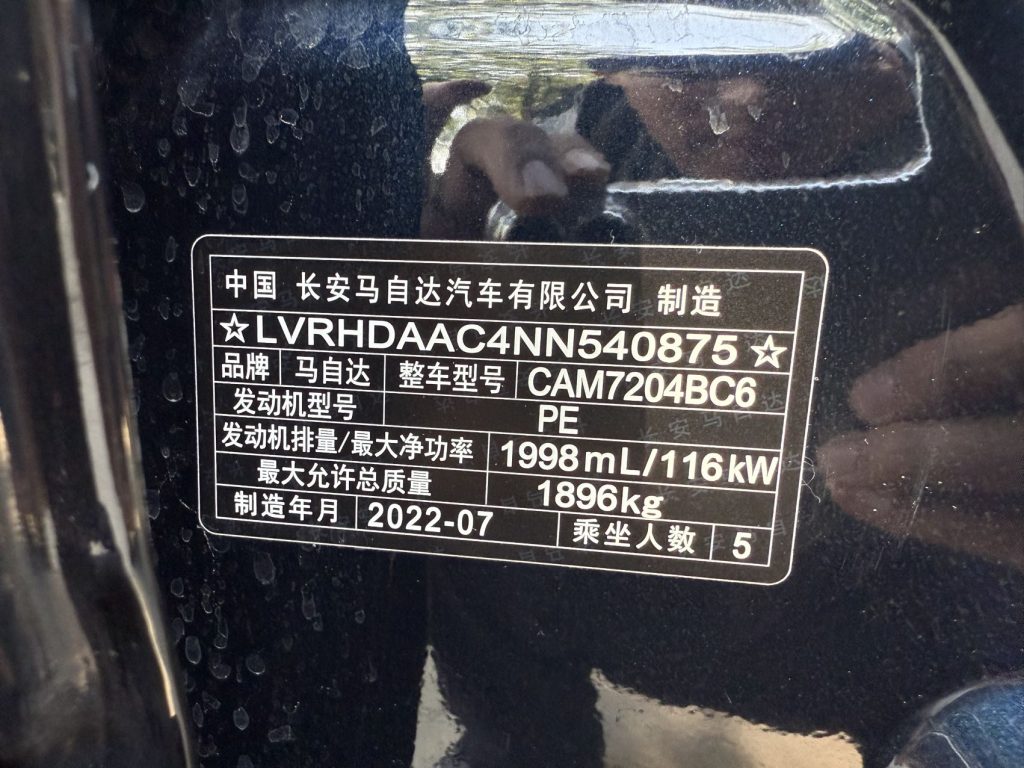 中国 长安马自达汽车有限公司 制造
☆LVRHDAAC4NN540875☆
品牌 马自达 整车型号 CAM7204BC6
发动机型号 PE
发动机排量/最大净功率 1998mL/116kW
最大允许总质量 1896kg
制造年月 2022-07 乘坐人数 5